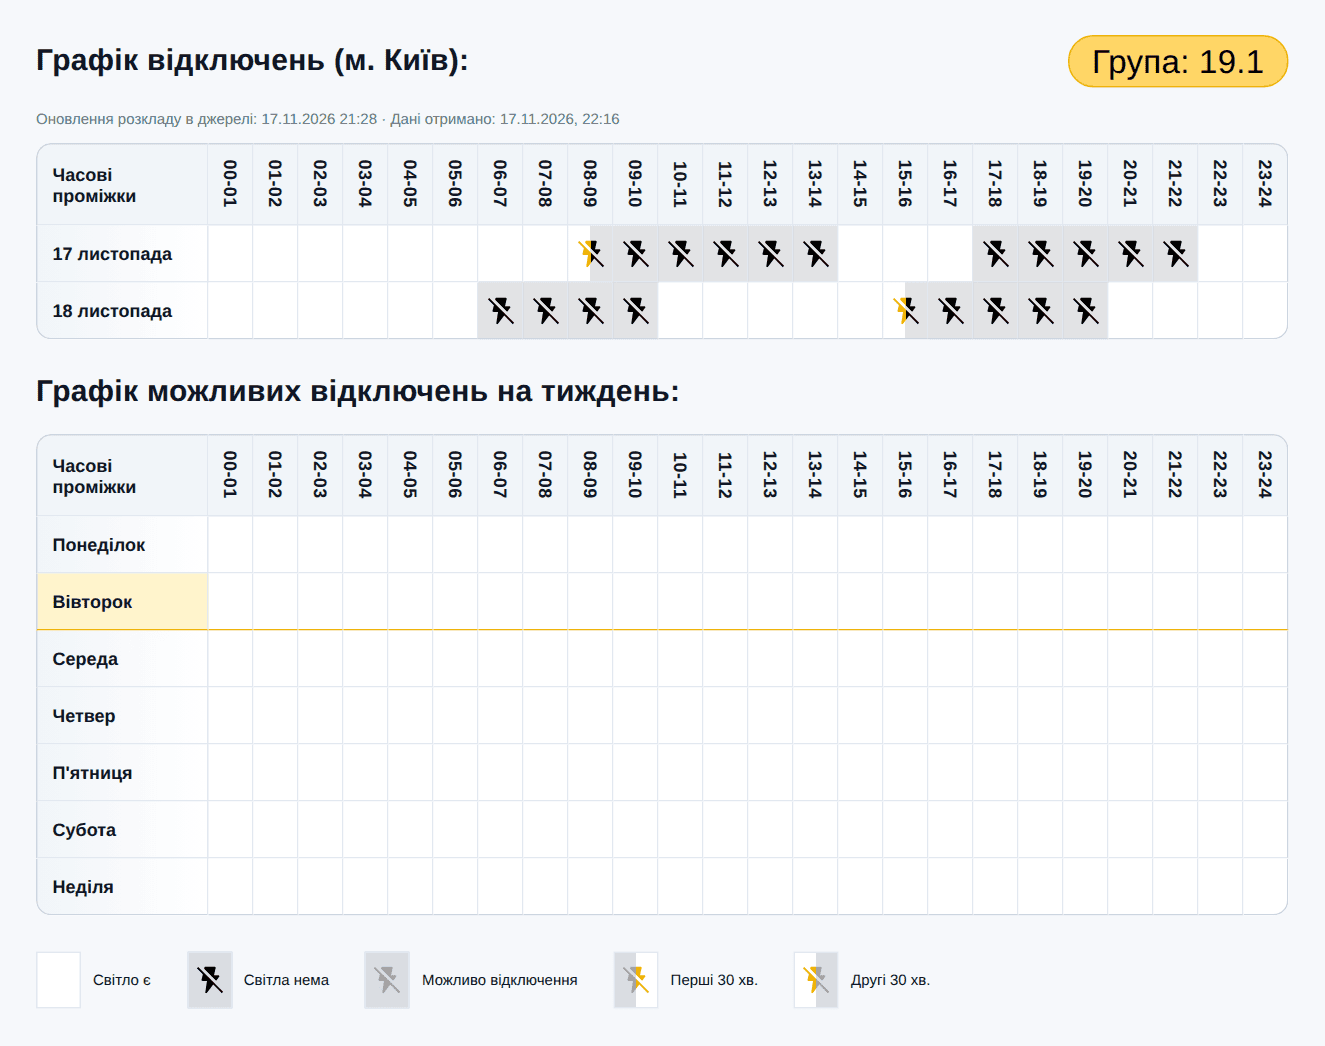 Графік відключень (м. Київ):
Група: 19.1
Оновлення розкладу в джерелі: 17.11.2026 21:28 · Дані отримано: 17.11.2026, 22:16
Часові проміжки 00-01 01-02 02-03 03-04 04-05 05-06 06-07 07-08 08-09 09-10 10-11 11-12 12-13 13-14 14-15 15-16 16-17 17-18 18-19 19-20 20-21 21-22 22-23 23-24
17 листопада
18 листопада
Графік можливих відключень на тиждень:
Часові проміжки 00-01 01-02 02-03 03-04 04-05 05-06 06-07 07-08 08-09 09-10 10-11 11-12 12-13 13-14 14-15 15-16 16-17 17-18 18-19 19-20 20-21 21-22 22-23 23-24
Понеділок
Вівторок
Середа
Четвер
П'ятниця
Субота
Неділя
Світло є Світла нема Можливо відключення Перші 30 хв. Другі 30 хв.